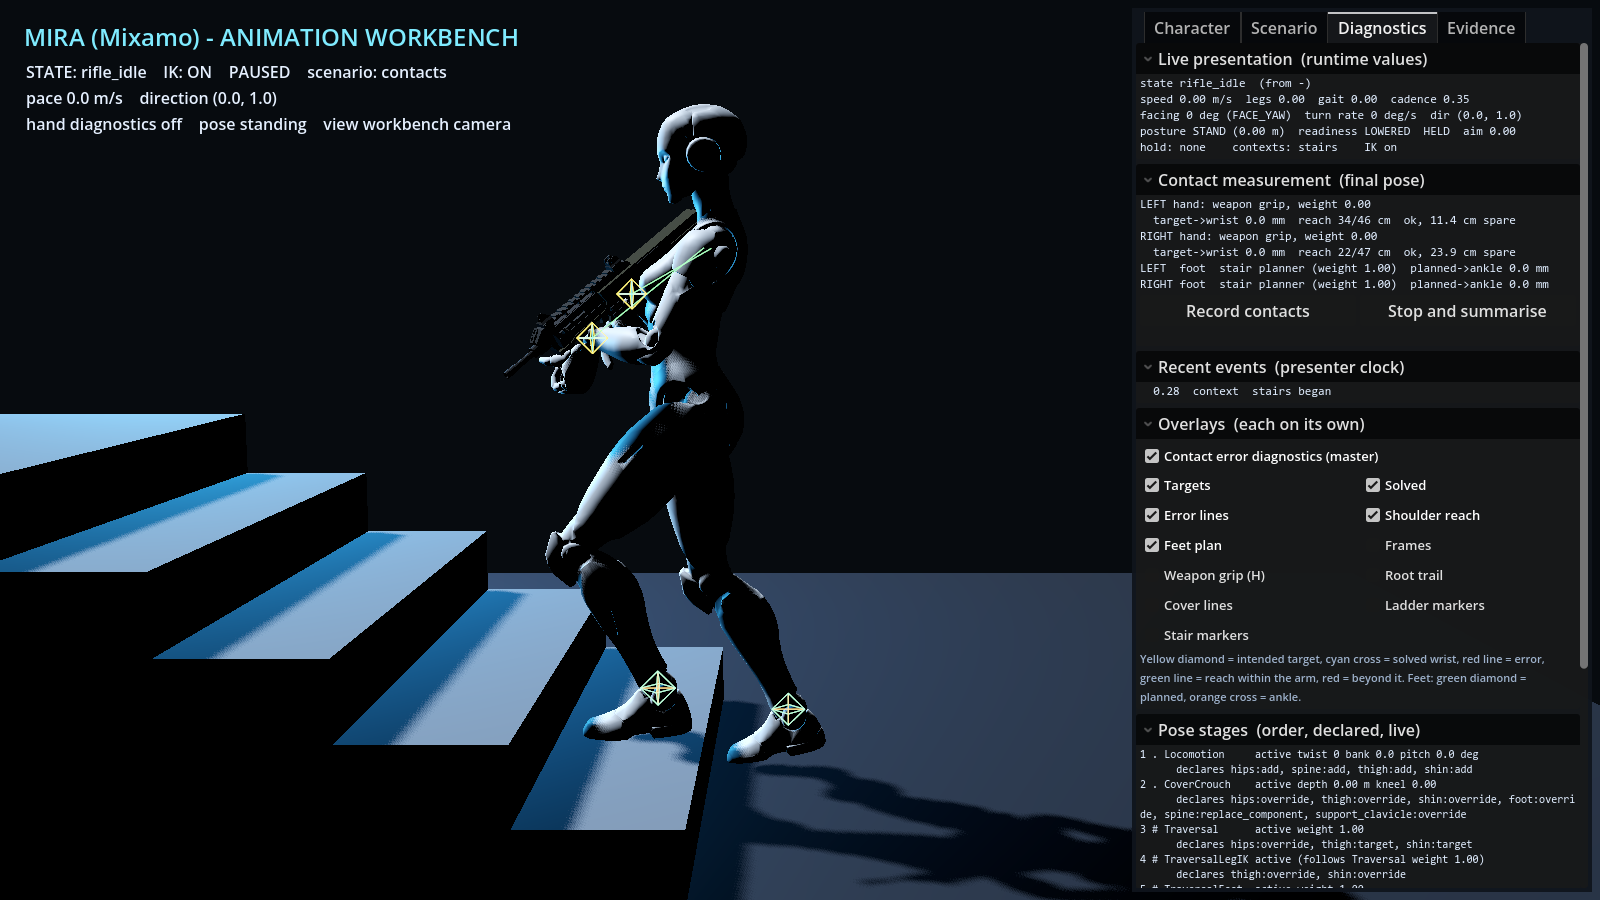 MIRA (Mixamo) - ANIMATION WORKBENCH
STATE: rifle_idle IK: ON PAUSED scenario: contacts
pace 0.0 m/s direction (0.0, 1.0)
hand diagnostics off pose standing view workbench camera
Character Scenario Diagnostics Evidence
Live presentation (runtime values)
state rifle_idle (from -)
speed 0.00 m/s legs 0.00 gait 0.00 cadence 0.35
facing 0 deg (FACE_YAW) turn rate 0 deg/s dir (0.0, 1.0)
posture STAND (0.00 m) readiness LOWERED HELD aim 0.00
hold: none contexts: stairs IK on
Contact measurement (final pose)
LEFT hand: weapon grip, weight 0.00
target->wrist 0.0 mm reach 34/46 cm ok, 11.4 cm spare
RIGHT hand: weapon grip, weight 0.00
target->wrist 0.0 mm reach 22/47 cm ok, 23.9 cm spare
LEFT foot stair planner (weight 1.00) planned->ankle 0.0 mm
RIGHT foot stair planner (weight 1.00) planned->ankle 0.0 mm
Record contacts Stop and summarise
Recent events (presenter clock)
0.28 context stairs began
Overlays (each on its own)
Contact error diagnostics (master)
Targets Solved
Error lines Shoulder reach
Feet plan Frames
Weapon grip (H) Root trail
Cover lines Ladder markers
Stair markers
Yellow diamond = intended target, cyan cross = solved wrist, red line = error,
green line = reach within the arm, red = beyond it. Feet: green diamond =
planned, orange cross = ankle.
Pose stages (order, declared, live)
1 . Locomotion active twist 0 bank 0.0 pitch 0.0 deg
declares hips:add, spine:add, thigh:add, shin:add
2 . CoverCrouch active depth 0.00 m kneel 0.00
declares hips:override, thigh:override, shin:override, foot:overri
de, spine:replace_component, support_clavicle:override
3 # Traversal active weight 1.00
declares hips:override, thigh:target, shin:target
4 # TraversalLegIK active (follows Traversal weight 1.00)
declares thigh:override, shin:override